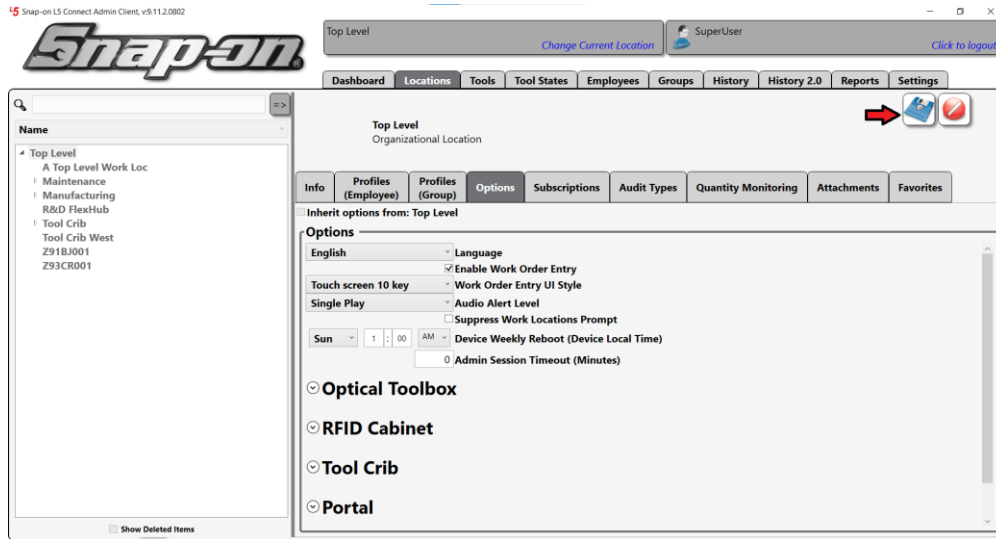 Snap-on L5 Connect Admin Client, v:9.11.2.0802
Snap-on
Top Level
Change Current Location
SuperUser
Click to logout
Dashboard
Locations
Tools
Tool States
Employees
Groups
History
History 2.0
Reports
Settings
=>
Name
Top Level
A Top Level Work Loc
Maintenance
Manufacturing
R&D FlexHub
Tool Crib
Tool Crib West
Z91BJ001
Z93CR001
Show Deleted Items
Top Level
Organizational Location
Info
Profiles (Employee)
Profiles (Group)
Options
Subscriptions
Audit Types
Quantity Monitoring
Attachments
Favorites
Inherit options from: Top Level
Options
English Language
Enable Work Order Entry
Touch screen 10 key Work Order Entry UI Style
Single Play Audio Alert Level
Suppress Work Locations Prompt
Sun 1 : 00 AM Device Weekly Reboot (Device Local Time)
0 Admin Session Timeout (Minutes)
Optical Toolbox
RFID Cabinet
Tool Crib
Portal